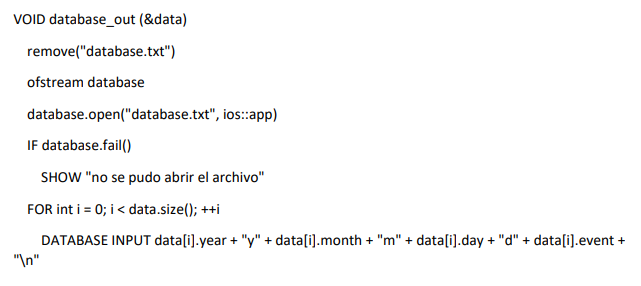 VOID database_out (&data)
remove("database.txt")
ofstream database
database.open("database.txt", ios::app)
IF database.fail()
SHOW "no se pudo abrir el archivo"
FOR int i = 0; i < data.size(); ++i
DATABASE INPUT data[i].year + "y" + data[i].month + "m" + data[i].day + "d" + data[i].event +
"\n"